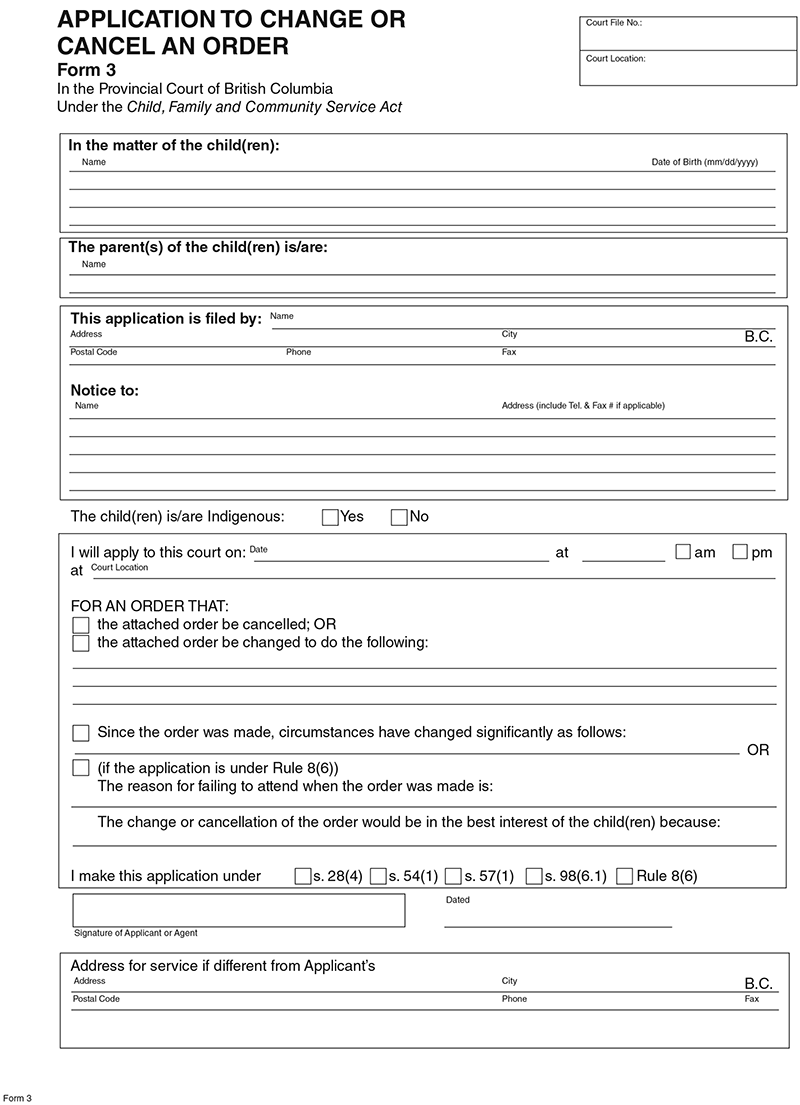 APPLICATION TO CHANGE OR
CANCEL AN ORDER
Form 3
In the Provincial Court of British Columbia
Under the Child, Family and Community Service Act
Court File No.:
Court Location:
In the matter of the child(ren):
Name Date of Birth (mm/dd/yyyy)
The parent(s) of the child(ren) is/are:
Name
This application is filed by: Name
Address City B.C.
Postal Code Phone Fax
Notice to:
Name Address (include Tel. & Fax # if applicable)
The child(ren) is/are Indigenous: Yes No
I will apply to this court on: Date at am pm
at Court Location
FOR AN ORDER THAT:
the attached order be cancelled; OR
the attached order be changed to do the following:
Since the order was made, circumstances have changed significantly as follows:
OR
(if the application is under Rule 8(6))
The reason for failing to attend when the order was made is:
The change or cancellation of the order would be in the best interest of the child(ren) because:
I make this application under s. 28(4) s. 54(1) s. 57(1) s. 98(6.1) Rule 8(6)
Dated
Signature of Applicant or Agent
Address for service if different from Applicant's
Address City B.C.
Postal Code Phone Fax
Form 3